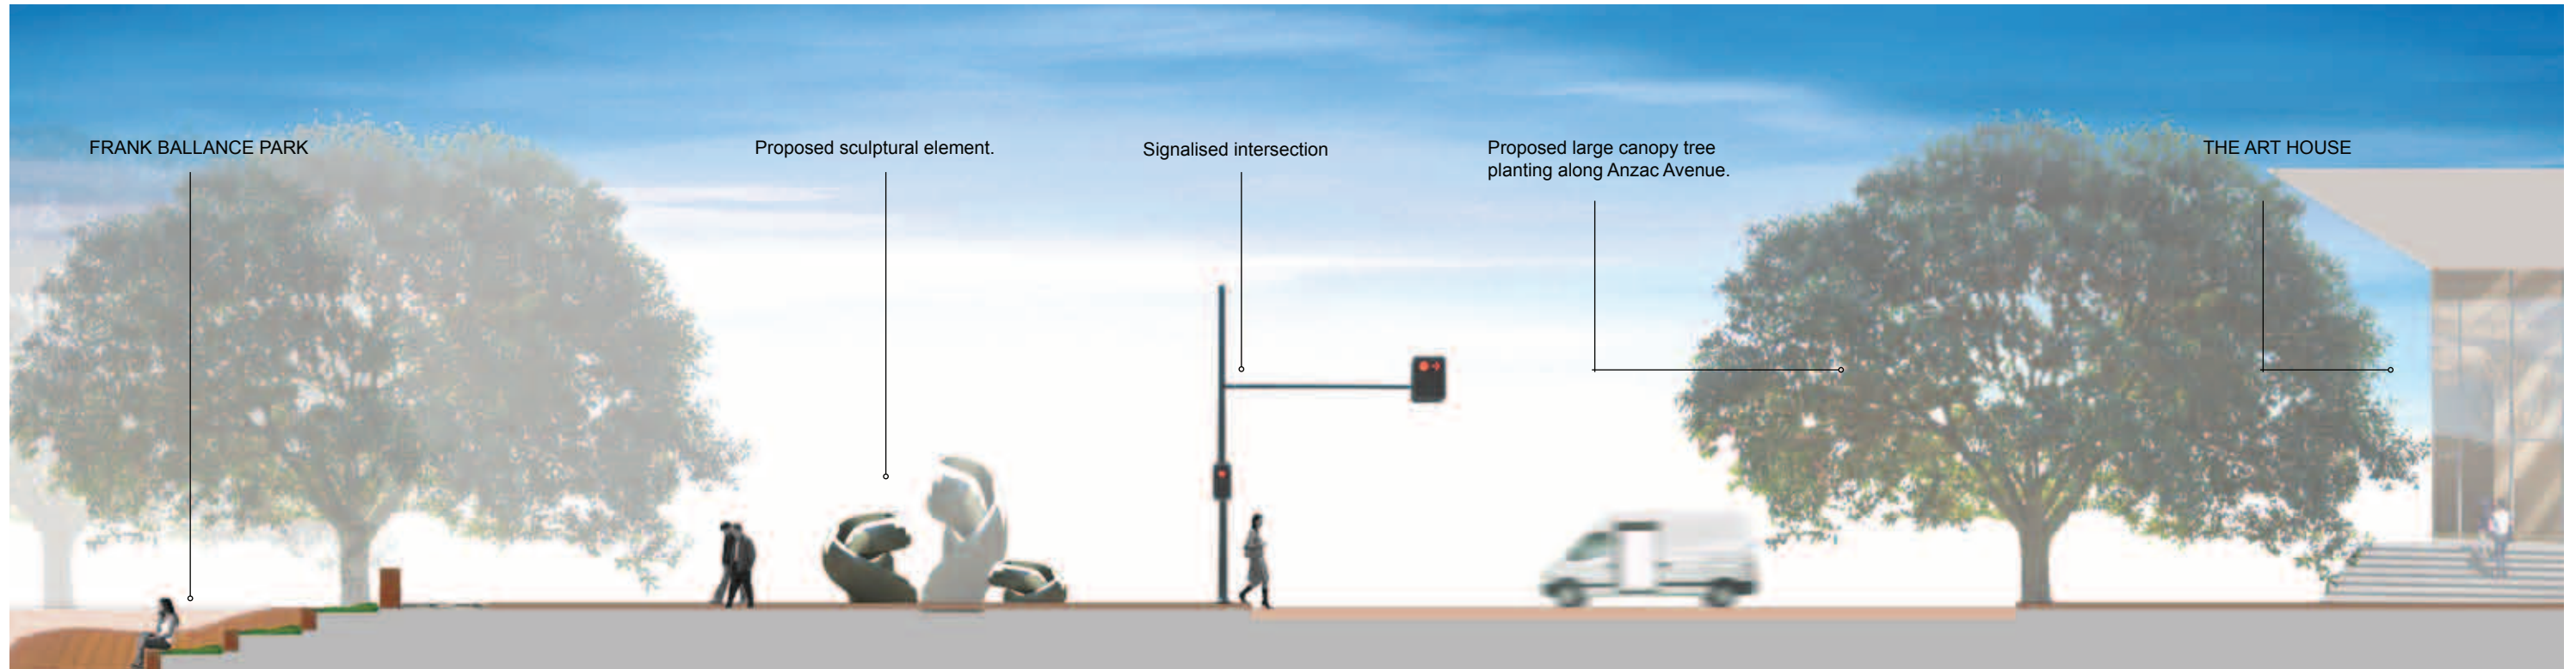 FRANK BALLANCE PARK
Proposed sculptural element.
Signalised intersection
Proposed large canopy tree
planting along Anzac Avenue.
THE ART HOUSE